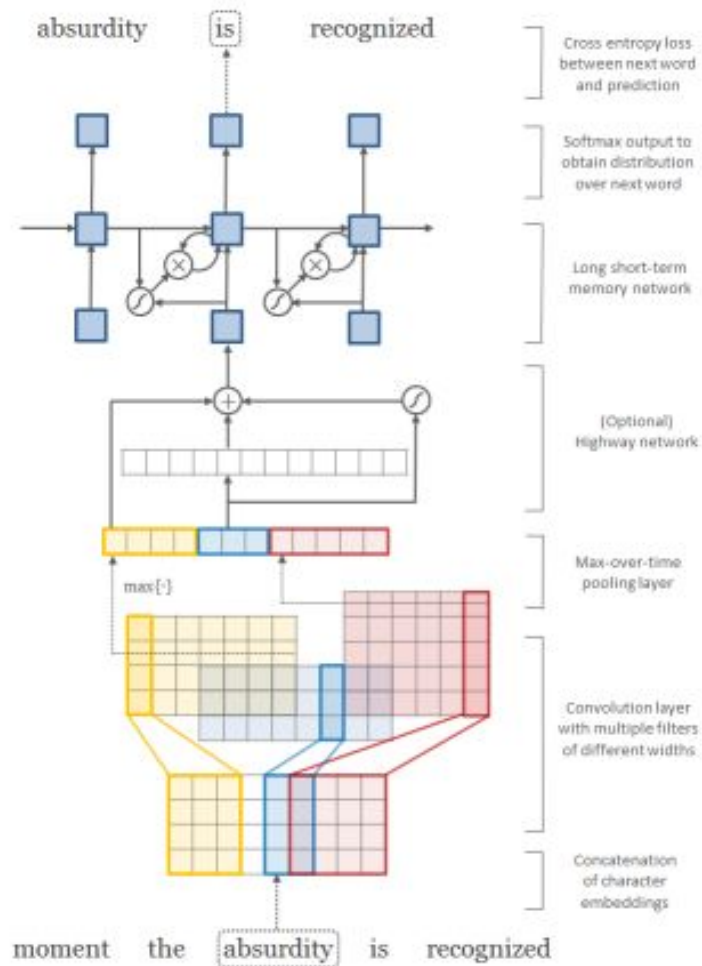 absurdity is recognized
Cross entropy loss
between next word
and prediction
Softmax output to
obtain distribution
over next word
Long short-term
memory network
(Optional)
Highway network
Max-over-time
pooling layer
max{·}
Convolution layer
with multiple filters
of different widths
Concatenation
of character
embeddings
moment the absurdity is recognized